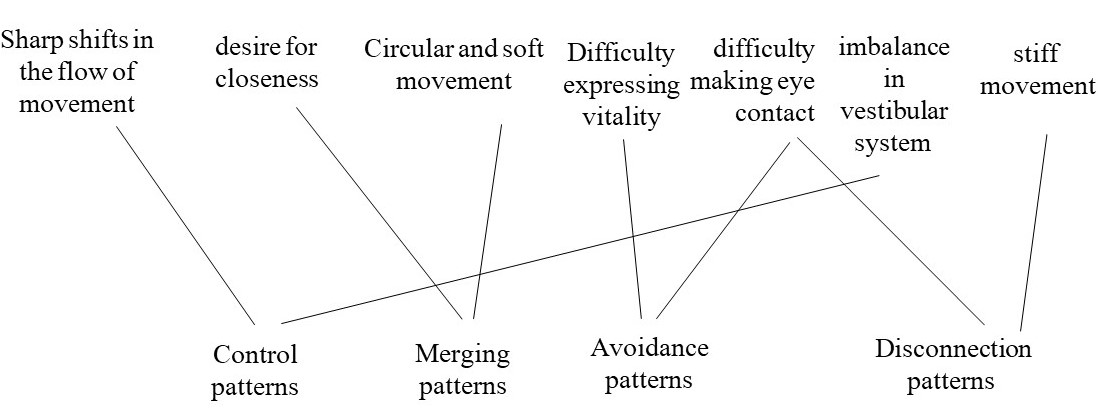 Sharp shifts in
the flow of
movement
desire for
closeness
Circular and soft
movement
Difficulty
expressing
vitality
difficulty
making eye
contact
imbalance
in
vestibular
system
stiff
movement
Control
patterns
Merging
patterns
Avoidance
patterns
Disconnection
patterns